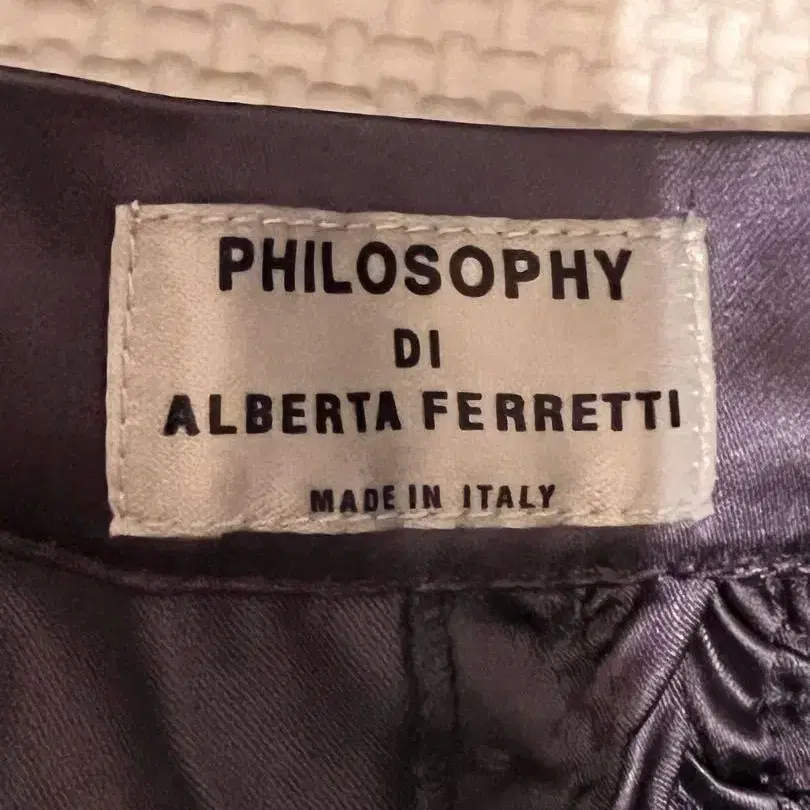 PHILOSOPHY
DI
ALBERTA FERRETTI
MADE IN ITALY